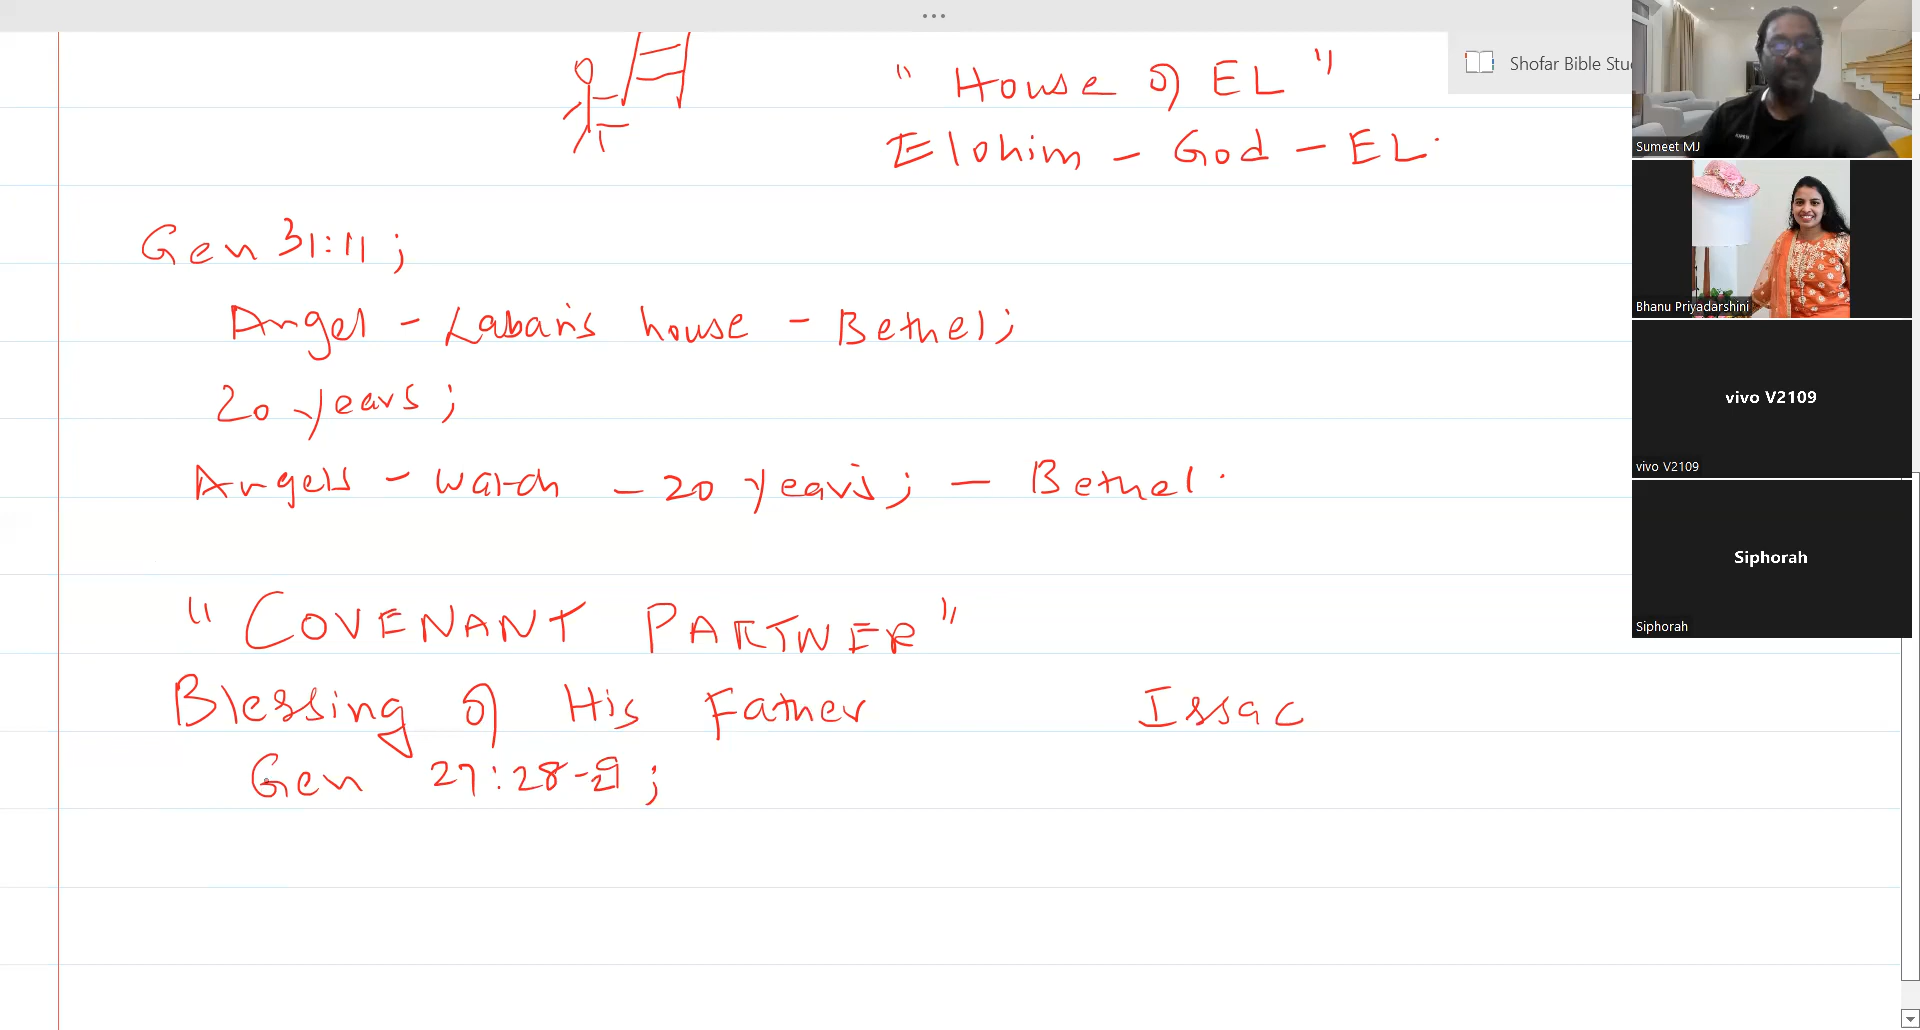 "House of EL"
Shofar Bible Stu
Elohim - God - EL.
Gen 31:11;
Angel - Laban's house - Bethel;
20 years;
Angels - watch - 20 year's; - Bethel.
"COVENANT PARTNER"
Blessing of His Father Issac
Gen 27:28-29;
Sumeet MJ
Bhanu Priyadarshini
vivo V2109
vivo V2109
Siphorah
Siphorah